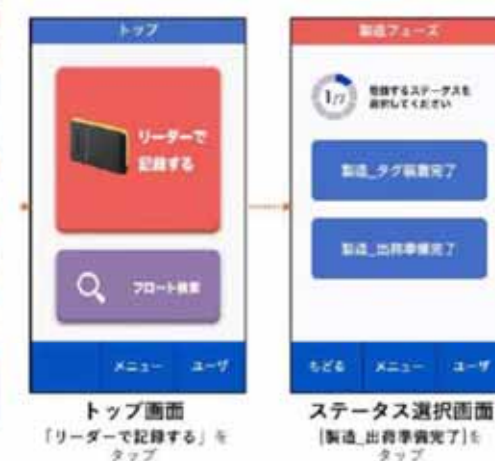 トップ
リーダーで
記録する
フロート検索
メニュー
ユーザ
トップ画面
「リーダーで記録する」を
タップ
製造フェーズ
1/7
登録するステータスを
選択してください
製造_タグ装着完了
製造_出荷準備完了
もどる
メニュー
ユーザ
ステータス選択画面
[製造_出荷準備完了]を
タップ